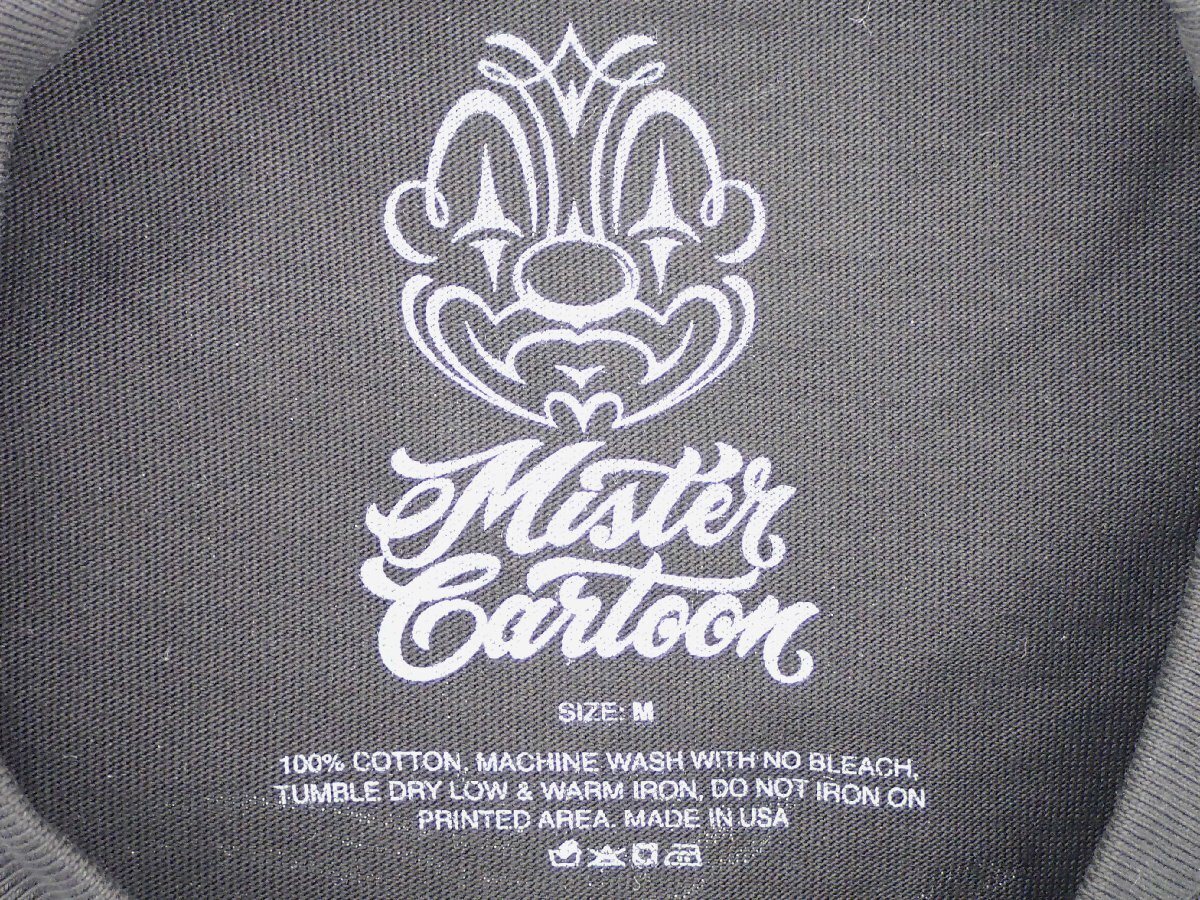 Mister
Cartoon
SIZE: M
100% COTTON, MACHINE WASH WITH NO BLEACH,
TUMBLE DRY LOW & WARM IRON, DO NOT IRON ON
PRINTED AREA. MADE IN USA